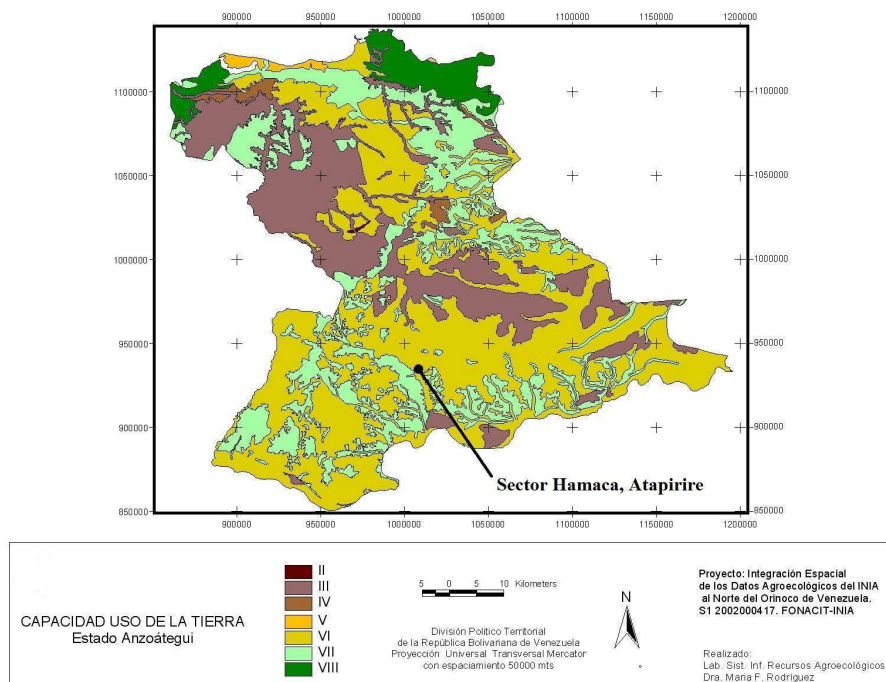 900000 950000 1000000 1050000 1100000 1150000 1200000
1100000 1100000
1050000 1050000
1000000 1000000
950000 950000
900000 900000
Sector Hamaca, Atapirire
850000 850000
900000 950000 1000000 1050000 1100000 1150000 1200000
CAPACIDAD USO DE LA TIERRA
Estado Anzoátegui
II
III
IV
V
VI
VII
VIII
5 0 5 10 Kilometers
División Politico Territorial
de la República Bolivariana de Venezuela
Proyección Universal Transversal Mercator
con espaciamiento 50000 mts
N
Proyecto: Integración Espacial
de los Datos Agroecológicos del INIA
al Norte del Orinoco de Venezuela.
S1 2002000417. FONACIT-INIA
Realizado:
Lab. Sist. Inf. Recursos Agroecológicos
Dra. Maria F. Rodríguez